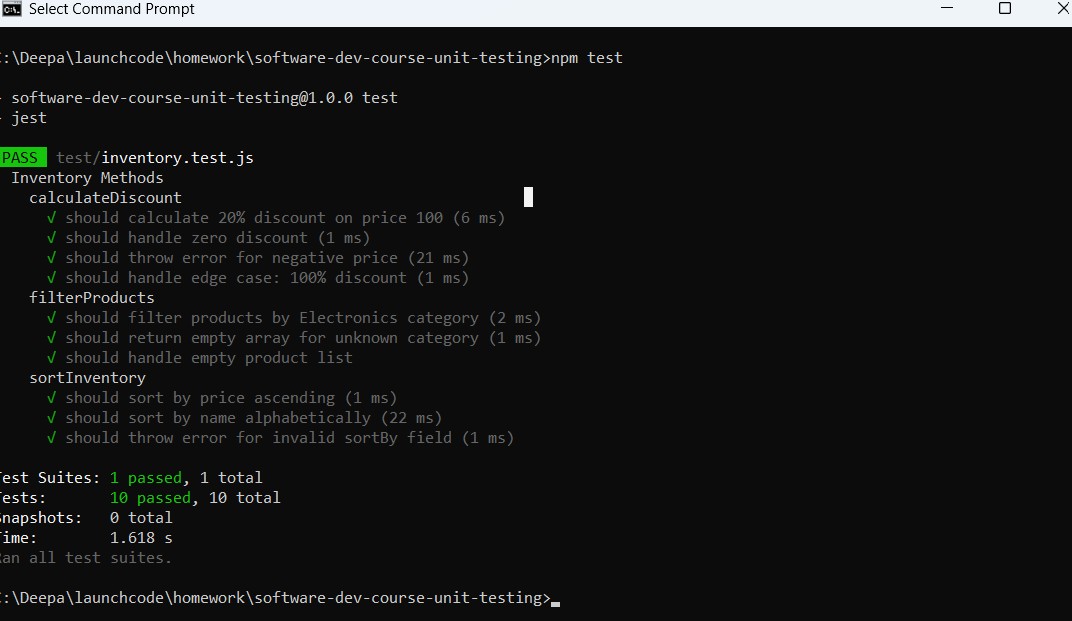 Select Command Prompt
:\Deepa\launchcode\homework\software-dev-course-unit-testing>npm test
software-dev-course-unit-testing@1.0.0 test
jest
PASS test/inventory.test.js
Inventory Methods
calculateDiscount
√ should calculate 20% discount on price 100 (6 ms)
√ should handle zero discount (1 ms)
√ should throw error for negative price (21 ms)
√ should handle edge case: 100% discount (1 ms)
filterProducts
√ should filter products by Electronics category (2 ms)
√ should return empty array for unknown category (1 ms)
√ should handle empty product list
sortInventory
√ should sort by price ascending (1 ms)
√ should sort by name alphabetically (22 ms)
√ should throw error for invalid sortBy field (1 ms)
Test Suites: 1 passed, 1 total
Tests: 10 passed, 10 total
Snapshots: 0 total
Time: 1.618 s
Ran all test suites.
:\Deepa\launchcode\homework\software-dev-course-unit-testing>